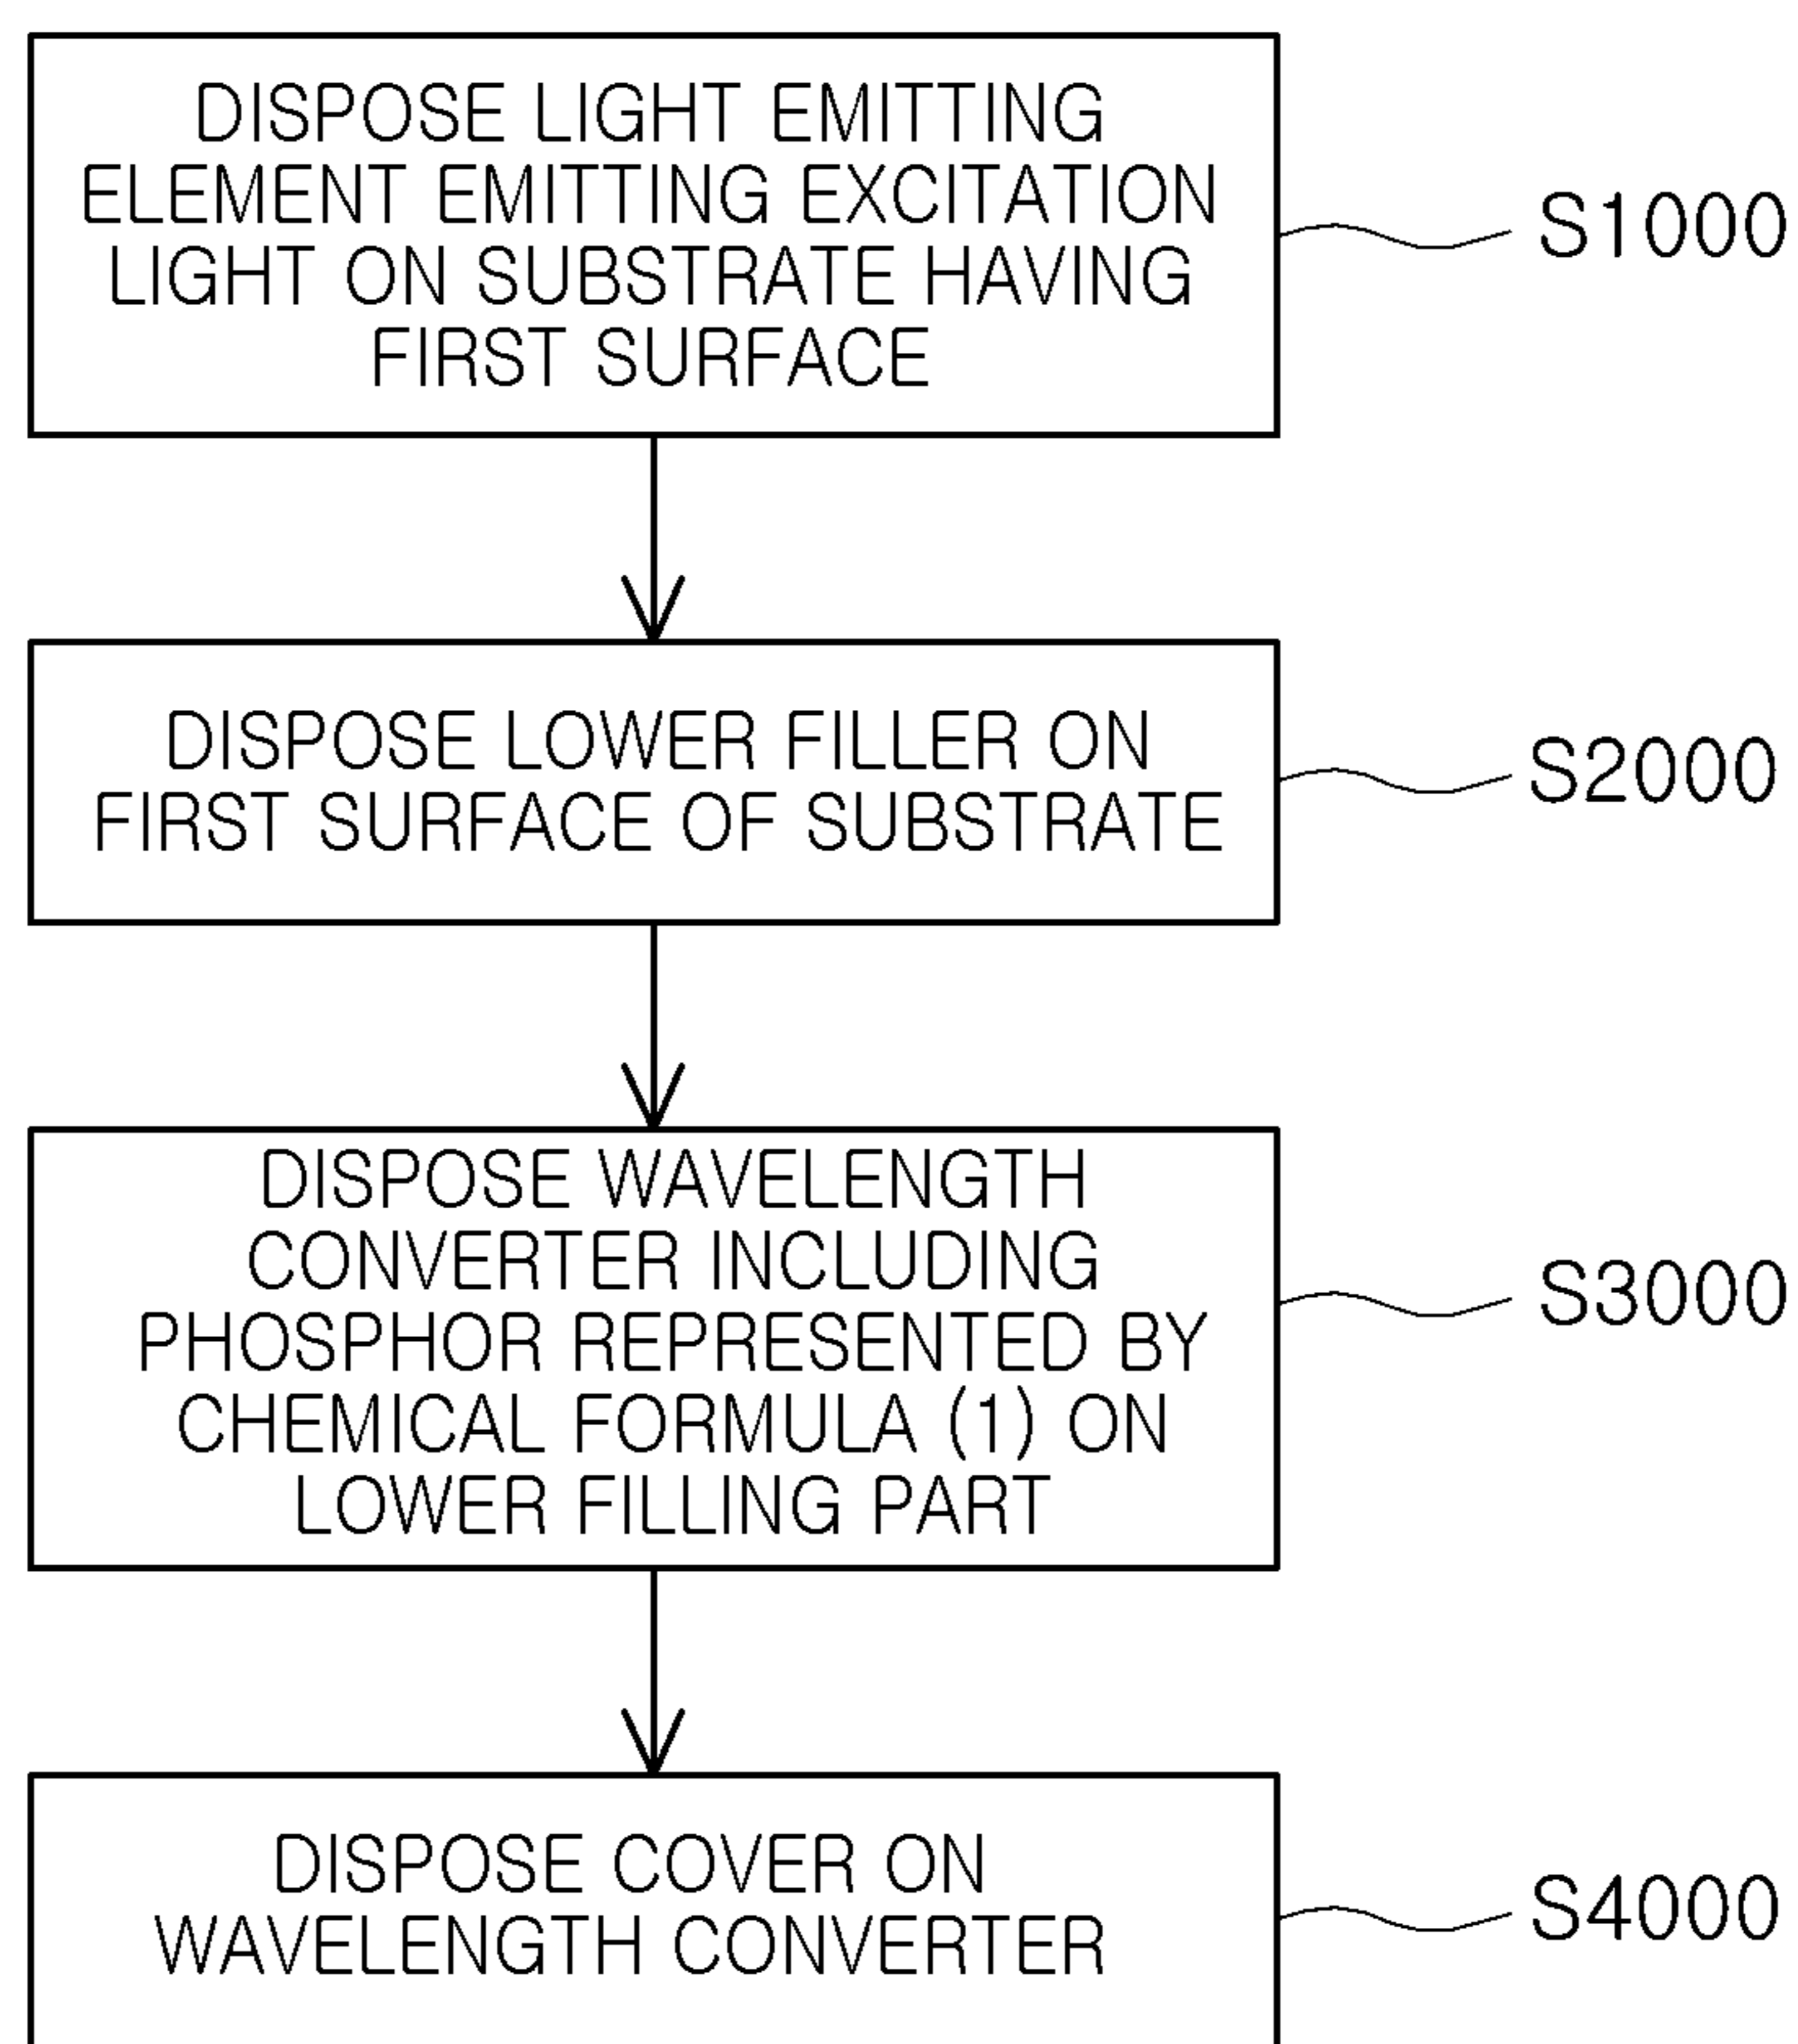 DISPOSE LIGHT EMITTING
ELEMENT EMITTING EXCITATION
LIGHT ON SUBSTRATE HAVING
FIRST SURFACE
S1000
DISPOSE LOWER FILLER ON
FIRST SURFACE OF SUBSTRATE
S2000
DISPOSE WAVELENGTH
CONVERTER INCLUDING
PHOSPHOR REPRESENTED BY
CHEMICAL FORMULA (1) ON
LOWER FILLING PART
S3000
DISPOSE COVER ON
WAVELENGTH CONVERTER
S4000